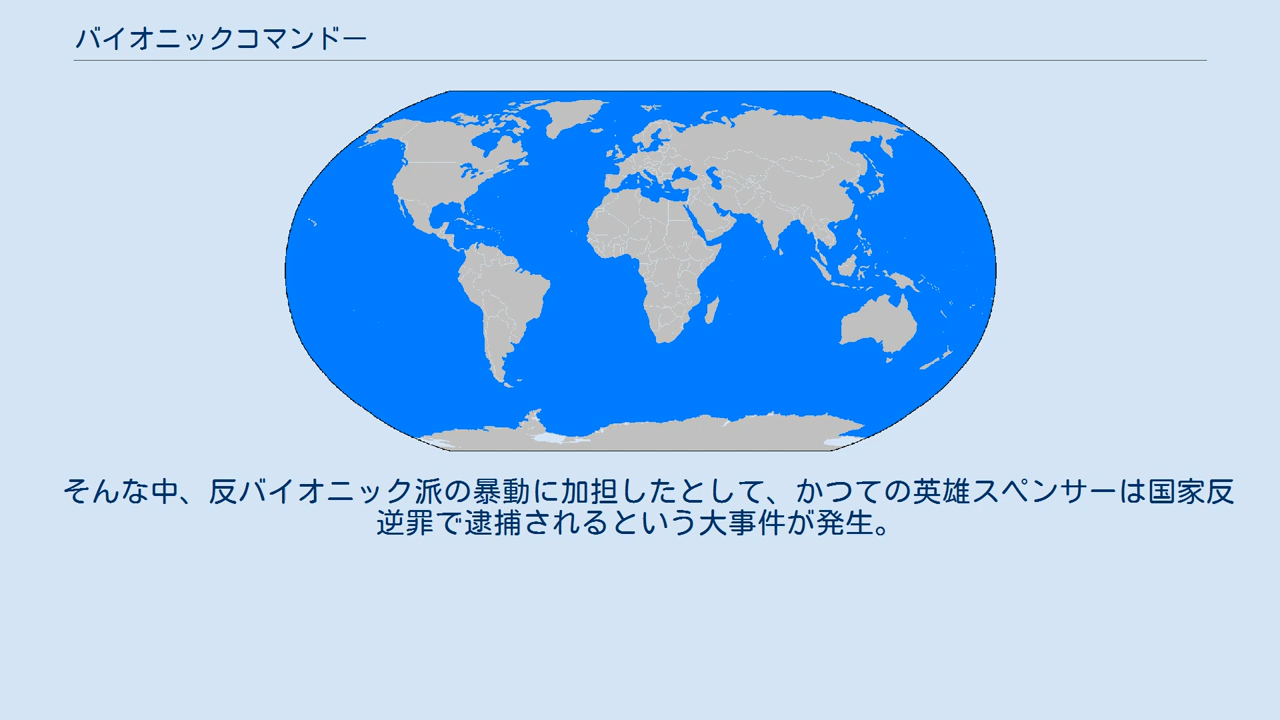 バイオニックコマンドー
そんな中、反バイオニック派の暴動に加担したとして、かつての英雄スペンサーは国家反
逆罪で逮捕されるという大事件が発生。